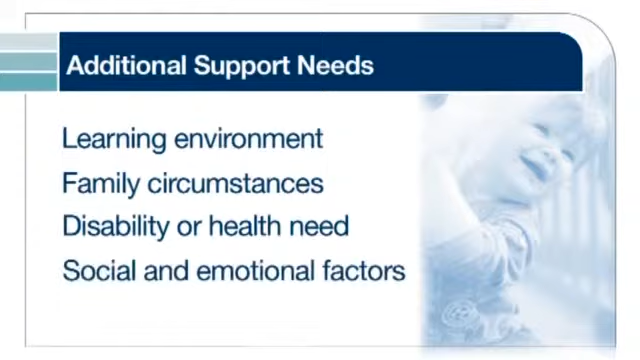 Additional Support Needs
Learning environment
Family circumstances
Disability or health need
Social and emotional factors